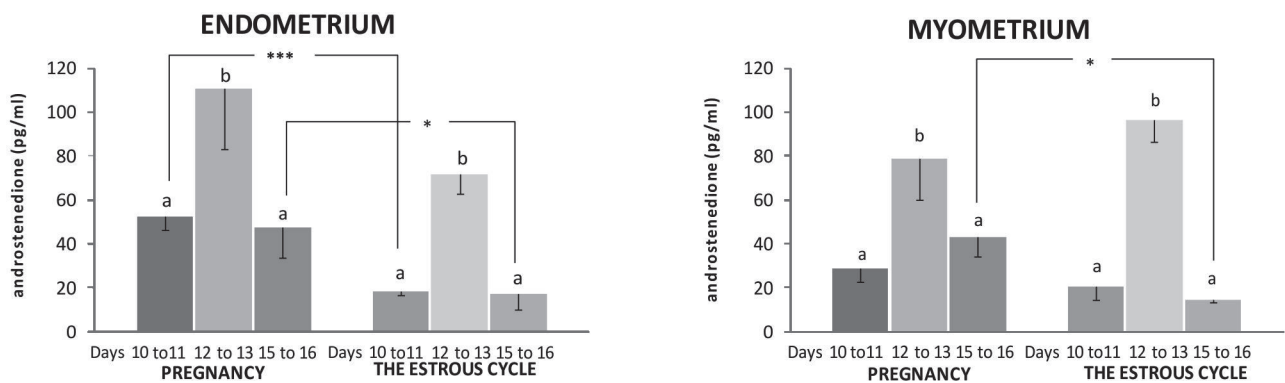 ENDOMETRIUM
androstenedione (pg/ml)
120
100
80
60
40
20
0
***
*
a
b
a
a
b
a
Days 10 to11 12 to 13 15 to 16 Days 10 to11 12 to 13 15 to 16
PREGNANCY THE ESTROUS CYCLE
MYOMETRIUM
androstenedione (pg/ml)
120
100
80
60
40
20
0
*
a
b
a
a
b
a
Days 10 to11 12 to 13 15 to 16 Days 10 to11 12 to 13 15 to 16
PREGNANCY THE ESTROUS CYCLE